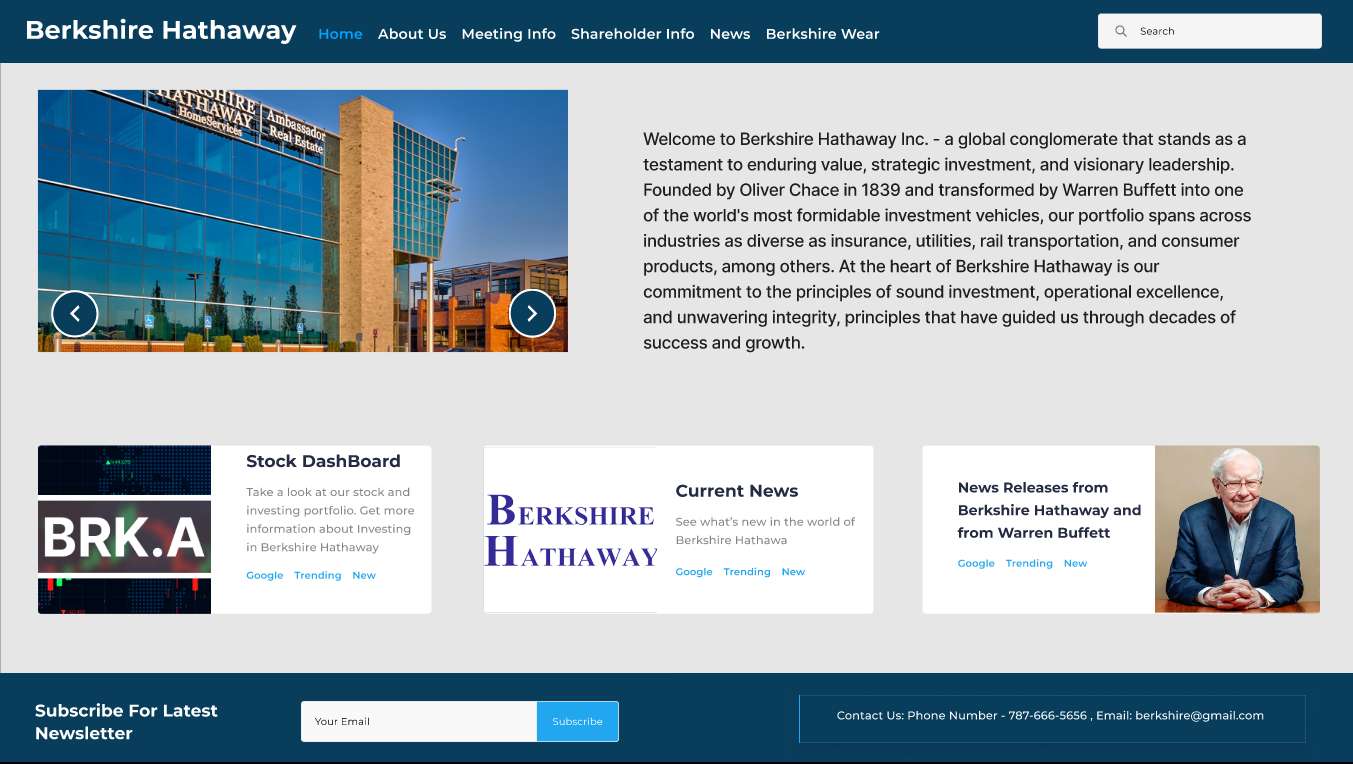 Berkshire Hathaway
Home About Us Meeting Info Shareholder Info News Berkshire Wear
Search
HATHAWAY
HomeServices
Ambassador
Real Estate
Welcome to Berkshire Hathaway Inc. - a global conglomerate that stands as a
testament to enduring value, strategic investment, and visionary leadership.
Founded by Oliver Chace in 1839 and transformed by Warren Buffett into one
of the world's most formidable investment vehicles, our portfolio spans across
industries as diverse as insurance, utilities, rail transportation, and consumer
products, among others. At the heart of Berkshire Hathaway is our
commitment to the principles of sound investment, operational excellence,
and unwavering integrity, principles that have guided us through decades of
success and growth.
BRK.A
Stock DashBoard
Take a look at our stock and
investing portfolio. Get more
information about Investing
in Berkshire Hathaway
Google Trending New
BERKSHIRE
HATHAWAY
Current News
See what's new in the world of
Berkshire Hathawa
Google Trending New
News Releases from
Berkshire Hathaway and
from Warren Buffett
Google Trending New
Subscribe For Latest
Newsletter
Your Email
Subscribe
Contact Us: Phone Number - 787-666-5656 , Email: berkshire@gmail.com